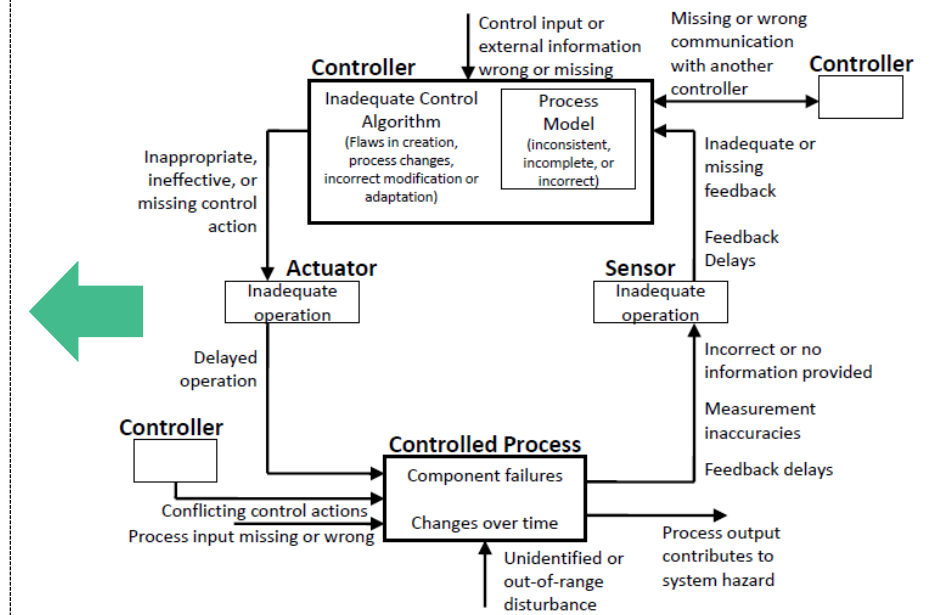 Control input or
external information
wrong or missing
Missing or wrong
communication
with another
controller
Controller
Controller
Inadequate Control
Algorithm
(Flaws in creation,
process changes,
incorrect modification or
adaptation)
Process
Model
(inconsistent,
incomplete, or
incorrect)
Inappropriate,
ineffective, or
missing control
action
Inadequate or
missing
feedback
Feedback
Delays
Actuator
Inadequate
operation
Sensor
Inadequate
operation
Delayed
operation
Incorrect or no
information provided
Measurement
inaccuracies
Feedback delays
Controller
Controlled Process
Component failures
Changes over time
Conflicting control actions
Process input missing or wrong
Unidentified or
out-of-range
disturbance
Process output
contributes to
system hazard